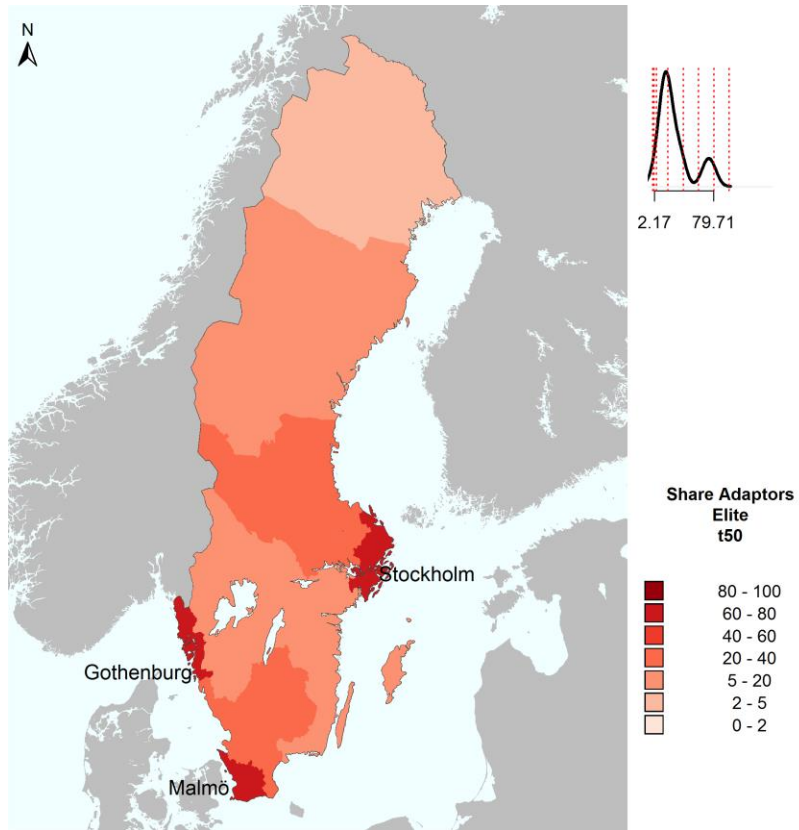 N
2.17 79.71
Stockholm
Gothenburg
Malmö
Share Adaptors
Elite
t50
80 - 100
60 - 80
40 - 60
20 - 40
5 - 20
2 - 5
0 - 2